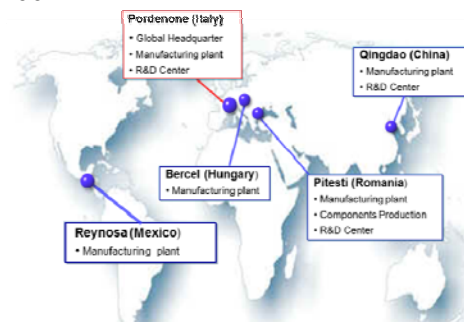 Pordenone (Italy)
• Global Headquarter
• Manufacturing plant
• R&D Center
Qingdao (China)
• Manufacturing plant
• R&D Center
Bercel (Hungary)
• Manufacturing plant
Pitesti (Romania)
• Manufacturing plant
• Components Production
• R&D Center
Reynosa (Mexico)
• Manufacturing plant